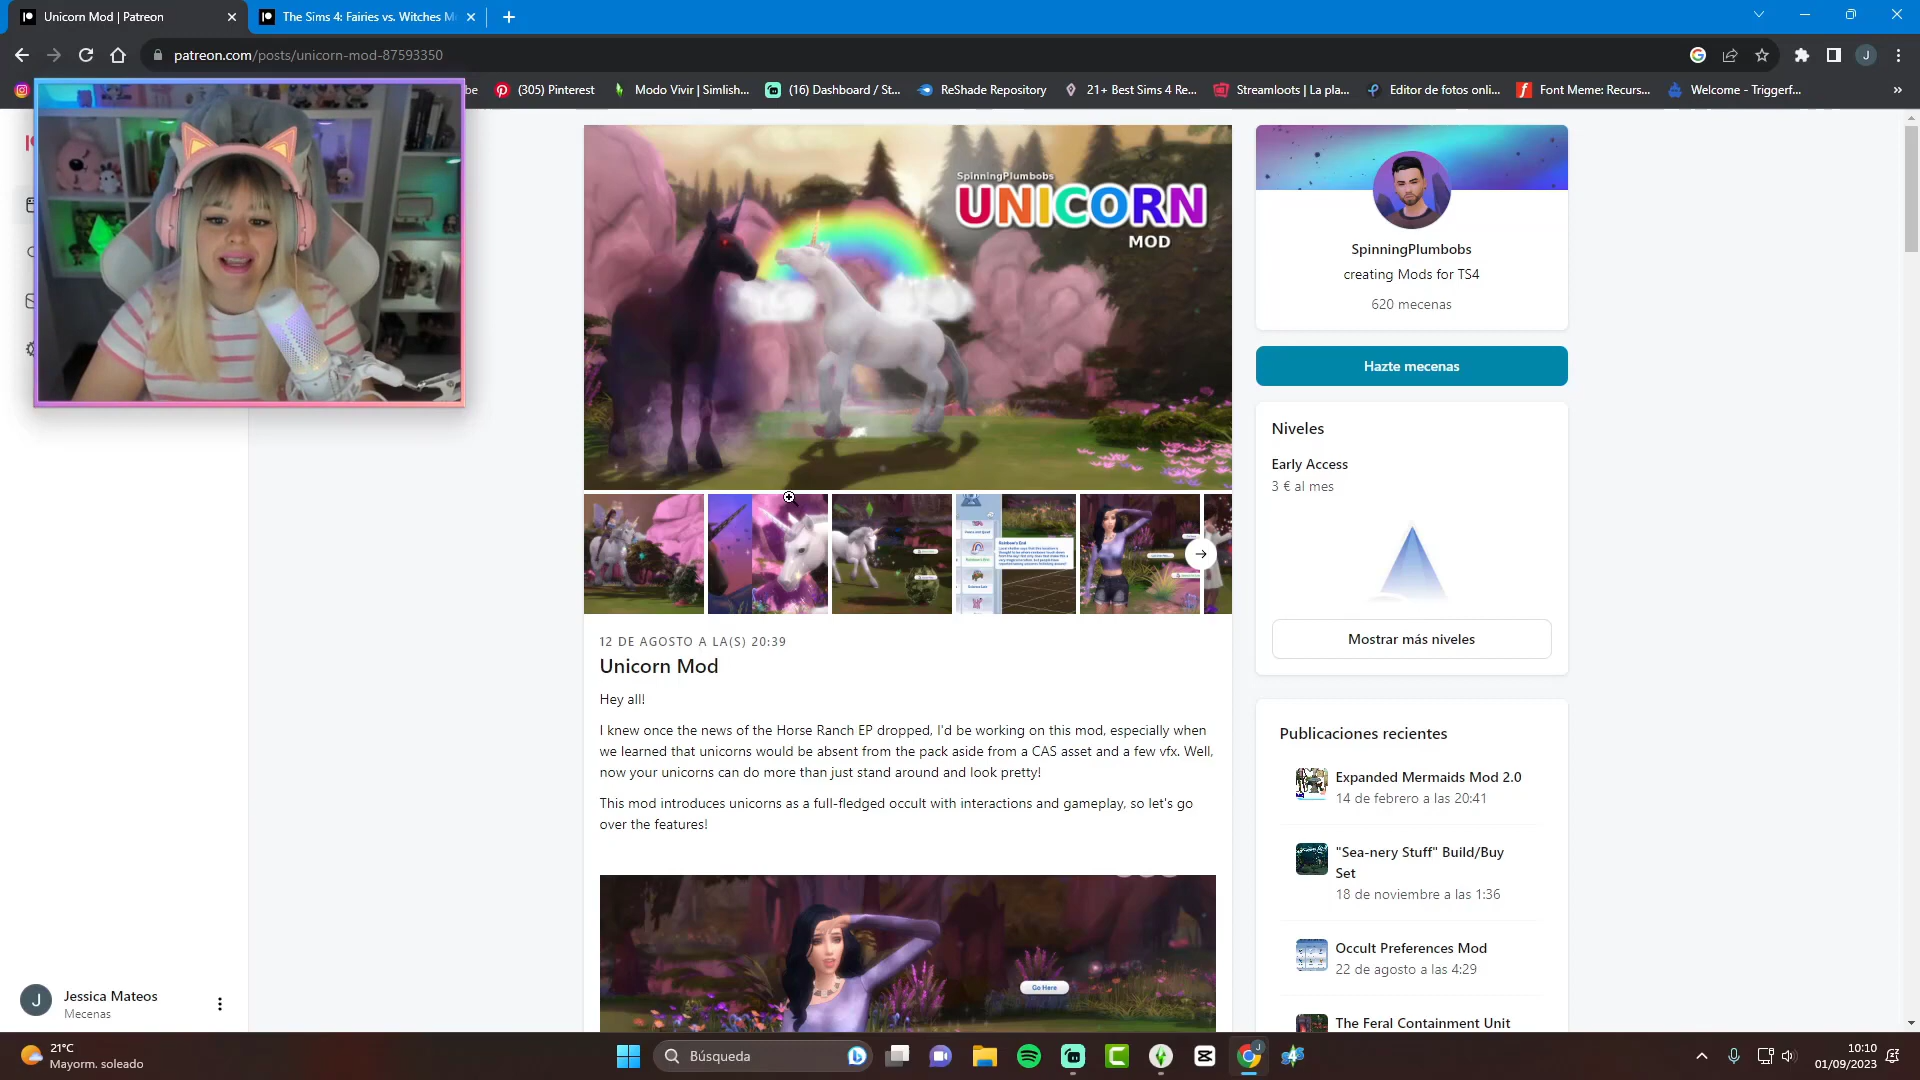 Unicorn Mod | Patreon
The Sims 4: Fairies vs. Witches M
patreon.com/posts/unicorn-mod-87593350
be
(305) Pinterest
Modo Vivir | Simlish...
(16) Dashboard / St...
ReShade Repository
21+ Best Sims 4 Re...
Streamloots | La pla...
Editor de fotos onli...
Font Meme: Recurs...
Welcome - Triggerf...
SpinningPlumbobs
UNICORN
MOD
SpinningPlumbobs
creating Mods for TS4
620 mecenas
Hazte mecenas
Niveles
Early Access
3 € al mes
Mostrar más niveles
12 DE AGOSTO A LA(S) 20:39
Unicorn Mod
Hey all!
I knew once the news of the Horse Ranch EP dropped, I'd be working on this mod, especially when
we learned that unicorns would be absent from the pack aside from a CAS asset and a few vfx. Well,
now your unicorns can do more than just stand around and look pretty!
This mod introduces unicorns as a full-fledged occult with interactions and gameplay, so let's go
over the features!
Go Here
Publicaciones recientes
Expanded Mermaids Mod 2.0
14 de febrero a las 20:41
"Sea-nery Stuff" Build/Buy
Set
18 de noviembre a las 1:36
Occult Preferences Mod
22 de agosto a las 4:29
The Feral Containment Unit
J
Jessica Mateos
Mecenas
21°C
Mayorm. soleado
Búsqueda
10:10
01/09/2023